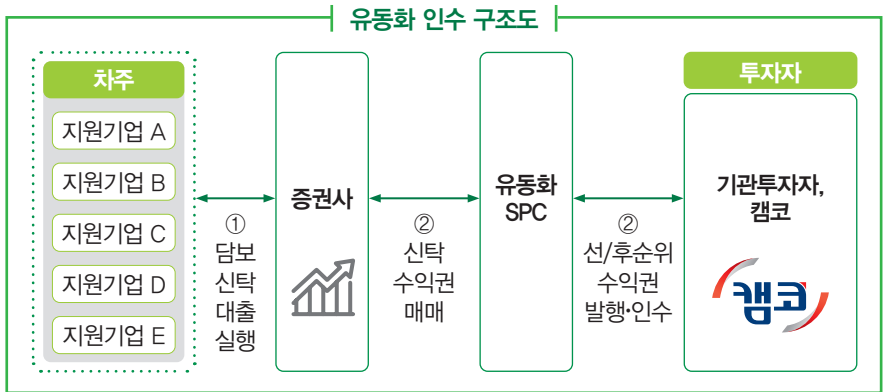 유동화 인수 구조도
차주
지원기업 A
지원기업 B
지원기업 C
지원기업 D
지원기업 E
①
담보
신탁
대출
실행
증권사
②
신탁
수익권
매매
유동화
SPC
②
선/후순위
수익권
발행•인수
투자자
기관투자자,
캠코
캠코